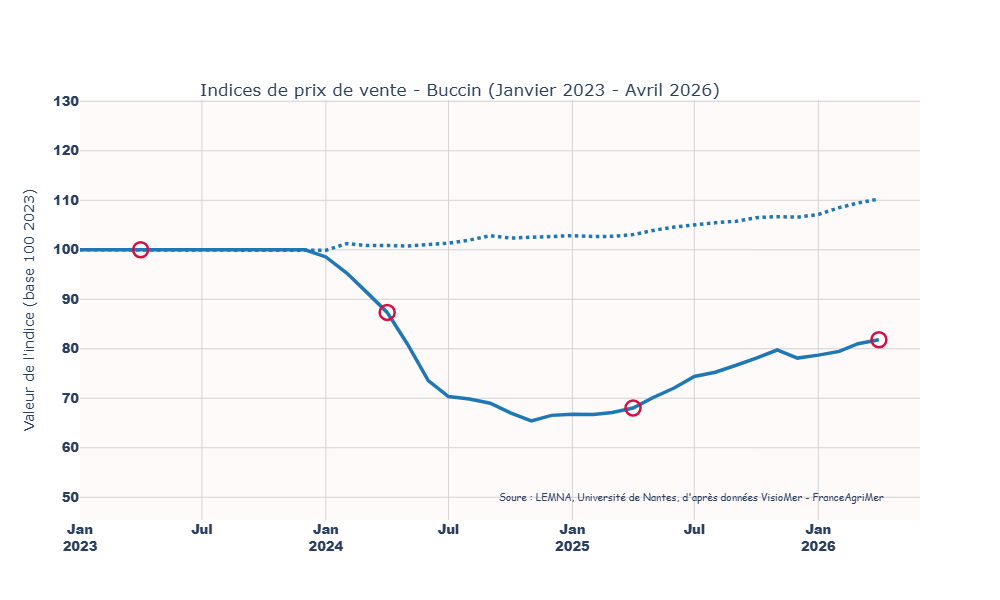 Indices de prix de vente - Buccin (Janvier 2023 - Avril 2026)
Valeur de l'indice (base 100 2023)
130
120
110
100
90
80
70
60
50
Soure : LEMNA, Université de Nantes, d'après données VisioMer - FranceAgriMer
Jan
2023
Jul
Jan
2024
Jul
Jan
2025
Jul
Jan
2026